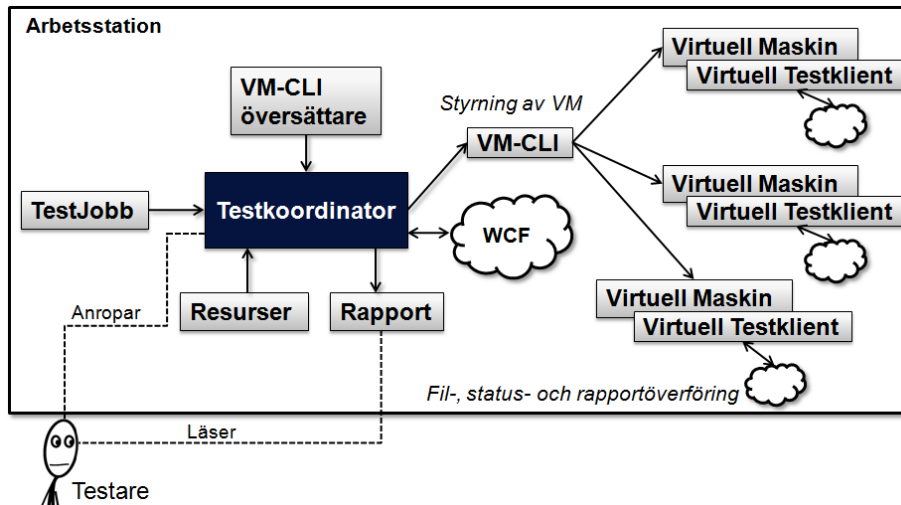 Arbetsstation
VM-CLI
översättare
Styrning av VM
VM-CLI
Virtuell Maskin
Virtuell Testklient
TestJobb
Testkoordinator
WCF
Virtuell Maskin
Virtuell Testklient
Anropar
Resurser
Rapport
Virtuell Maskin
Virtuell Testklient
Fil-, status- och rapportöverföring
Läser
Testare